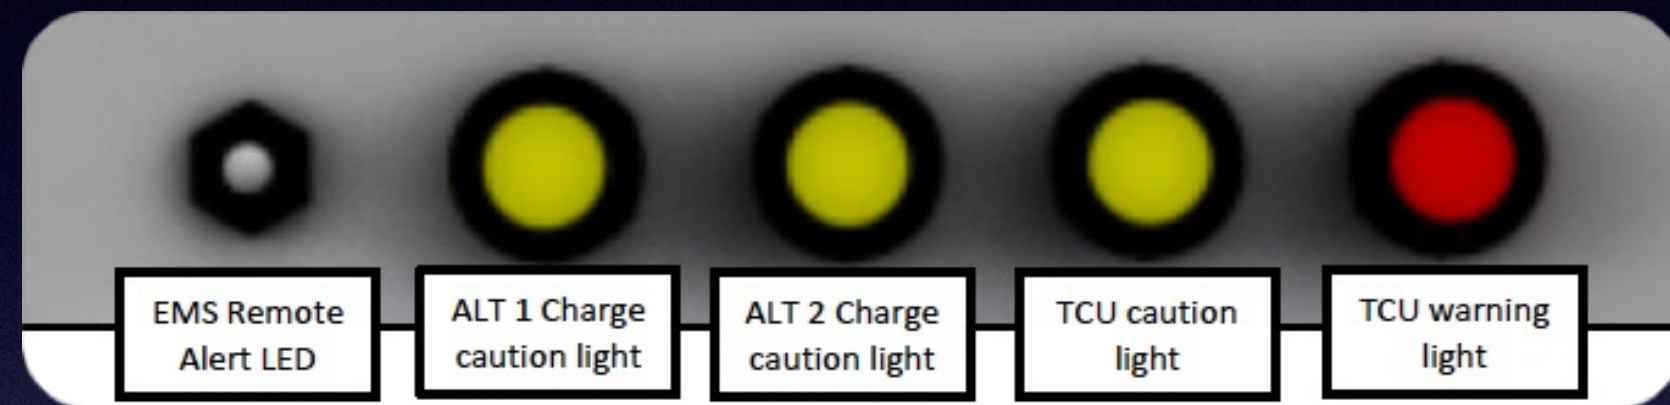 EMS Remote
Alert LED
ALT 1 Charge
caution light
ALT 2 Charge
caution light
TCU caution
light
TCU warning
light